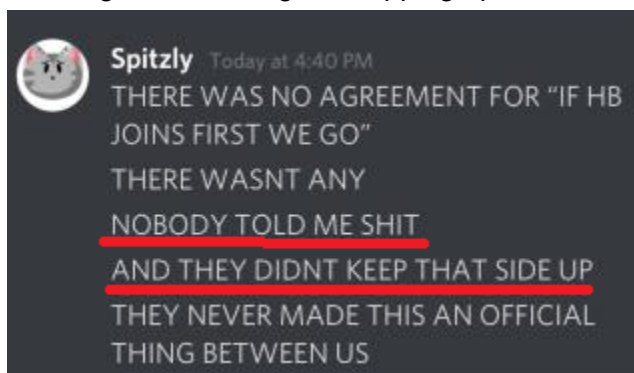 Spitzly Today at 4:40 PM
THERE WAS NO AGREEMENT FOR “IF HB
JOINS FIRST WE GO”
THERE WASNT ANY
NOBODY TOLD ME SHIT
AND THEY DIDNT KEEP THAT SIDE UP
THEY NEVER MADE THIS AN OFFICIAL
THING BETWEEN US